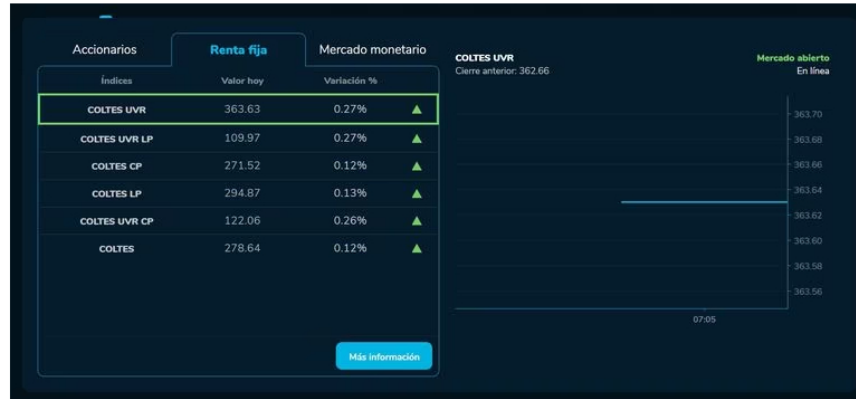 Accionarios Renta fija Mercado monetario
Índices Valor hoy Variación %
COLTES UVR 363.63 0.27%
COLTES UVR LP 109.97 0.27%
COLTES CP 271.52 0.12%
COLTES LP 294.87 0.13%
COLTES UVR CP 122.06 0.26%
COLTES 278.64 0.12%
Más información
COLTES UVR Mercado abierto
Cierre anterior: 362.66 En línea
363.70
363.68
363.66
363.64
363.62
363.60
363.58
363.56
07:05